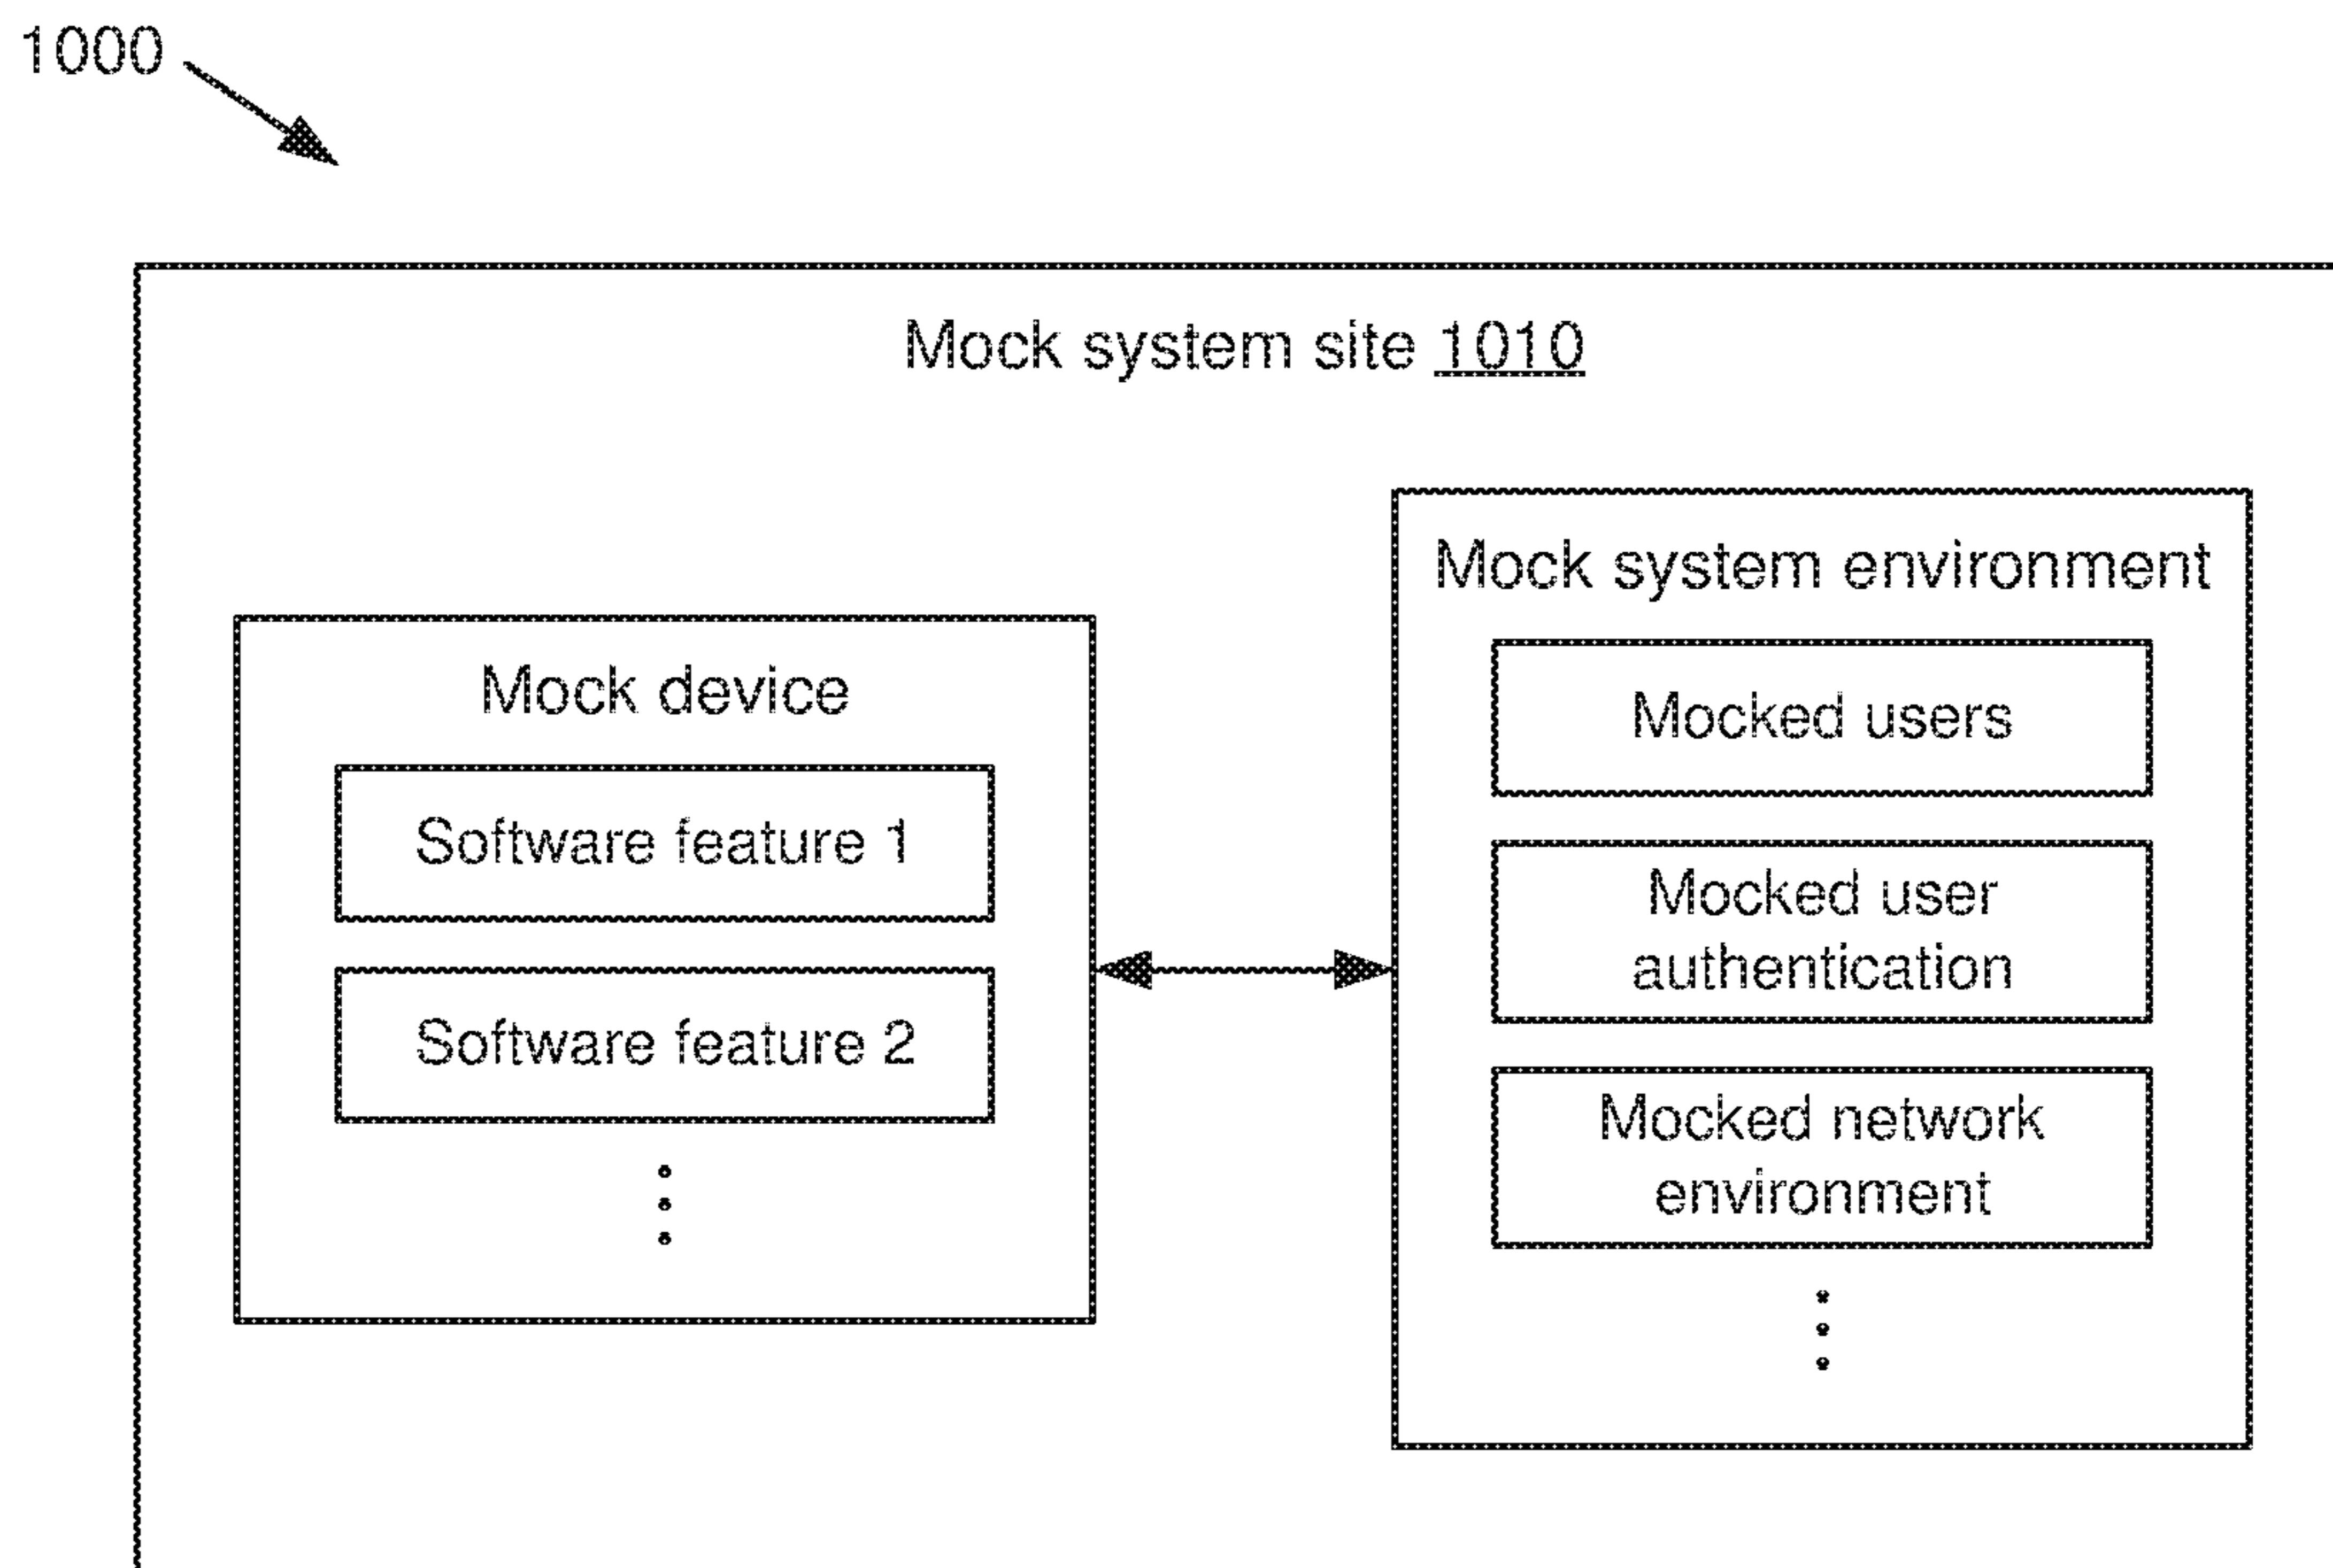 1000
Mock system site 1010
Mock device
Software feature 1
Software feature 2
Mock system environment
Mocked users
Mocked user
authentication
Mocked network
environment